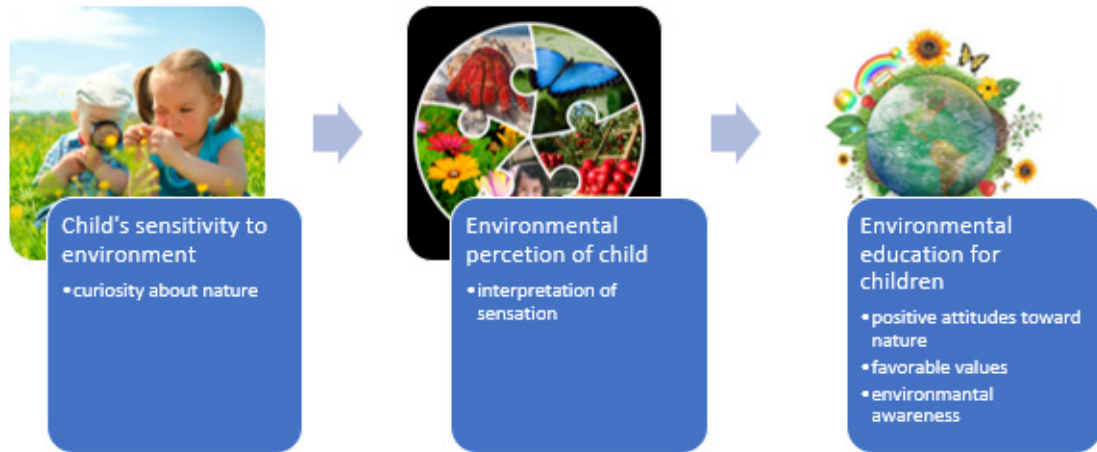 Child's sensitivity to
environment
•curiosity about nature
Environmental
percetion of child
•interpretation of
sensation
Environmental
education for
children
•positive attitudes toward
nature
•favorable values
•environmantal
awareness